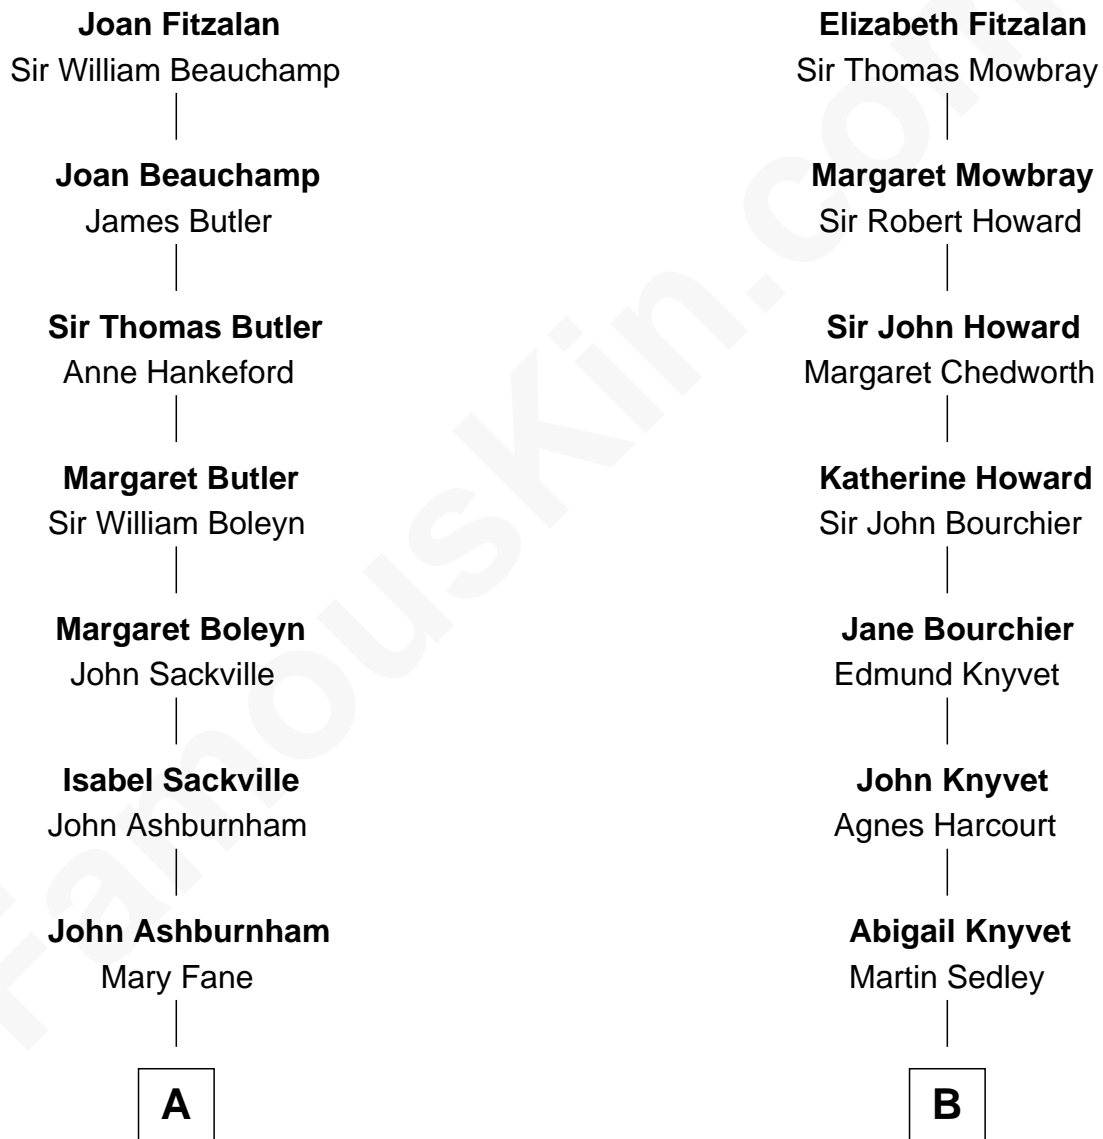 Joan Fitzalan
Sir William Beauchamp
Joan Beauchamp
James Butler
Sir Thomas Butler
Anne Hankeford
Margaret Butler
Sir William Boleyn
Margaret Boleyn
John Sackville
Isabel Sackville
John Ashburnham
John Ashburnham
Mary Fane
A
Elizabeth Fitzalan
Sir Thomas Mowbray
Margaret Mowbray
Sir Robert Howard
Sir John Howard
Margaret Chedworth
Katherine Howard
Sir John Bourchier
Jane Bourchier
Edmund Knyvet
John Knyvet
Agnes Harcourt
Abigail Knyvet
Martin Sedley
B
FamousKin.com